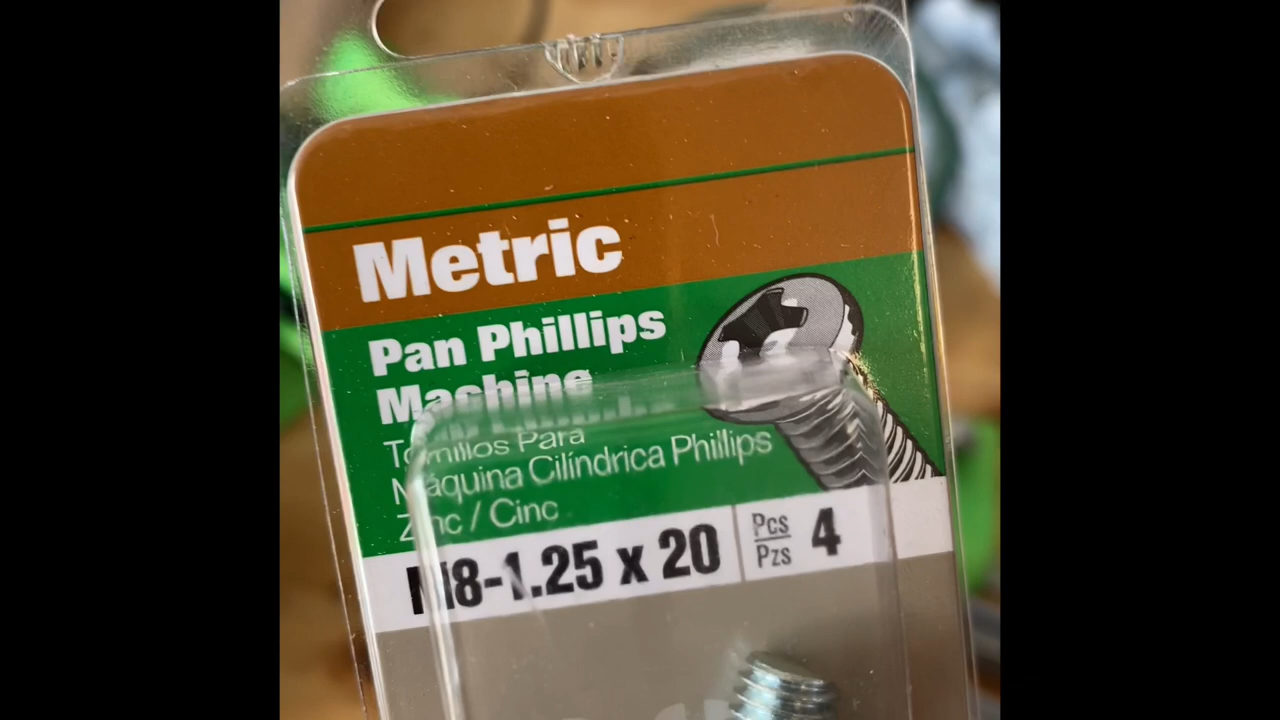 Metric
Pan Phillips
Machine
Tornillos Para
Máquina Cilíndrica Phillips
Zinc / Cinc
M8-1.25 x 20
Pcs
Pzs
4